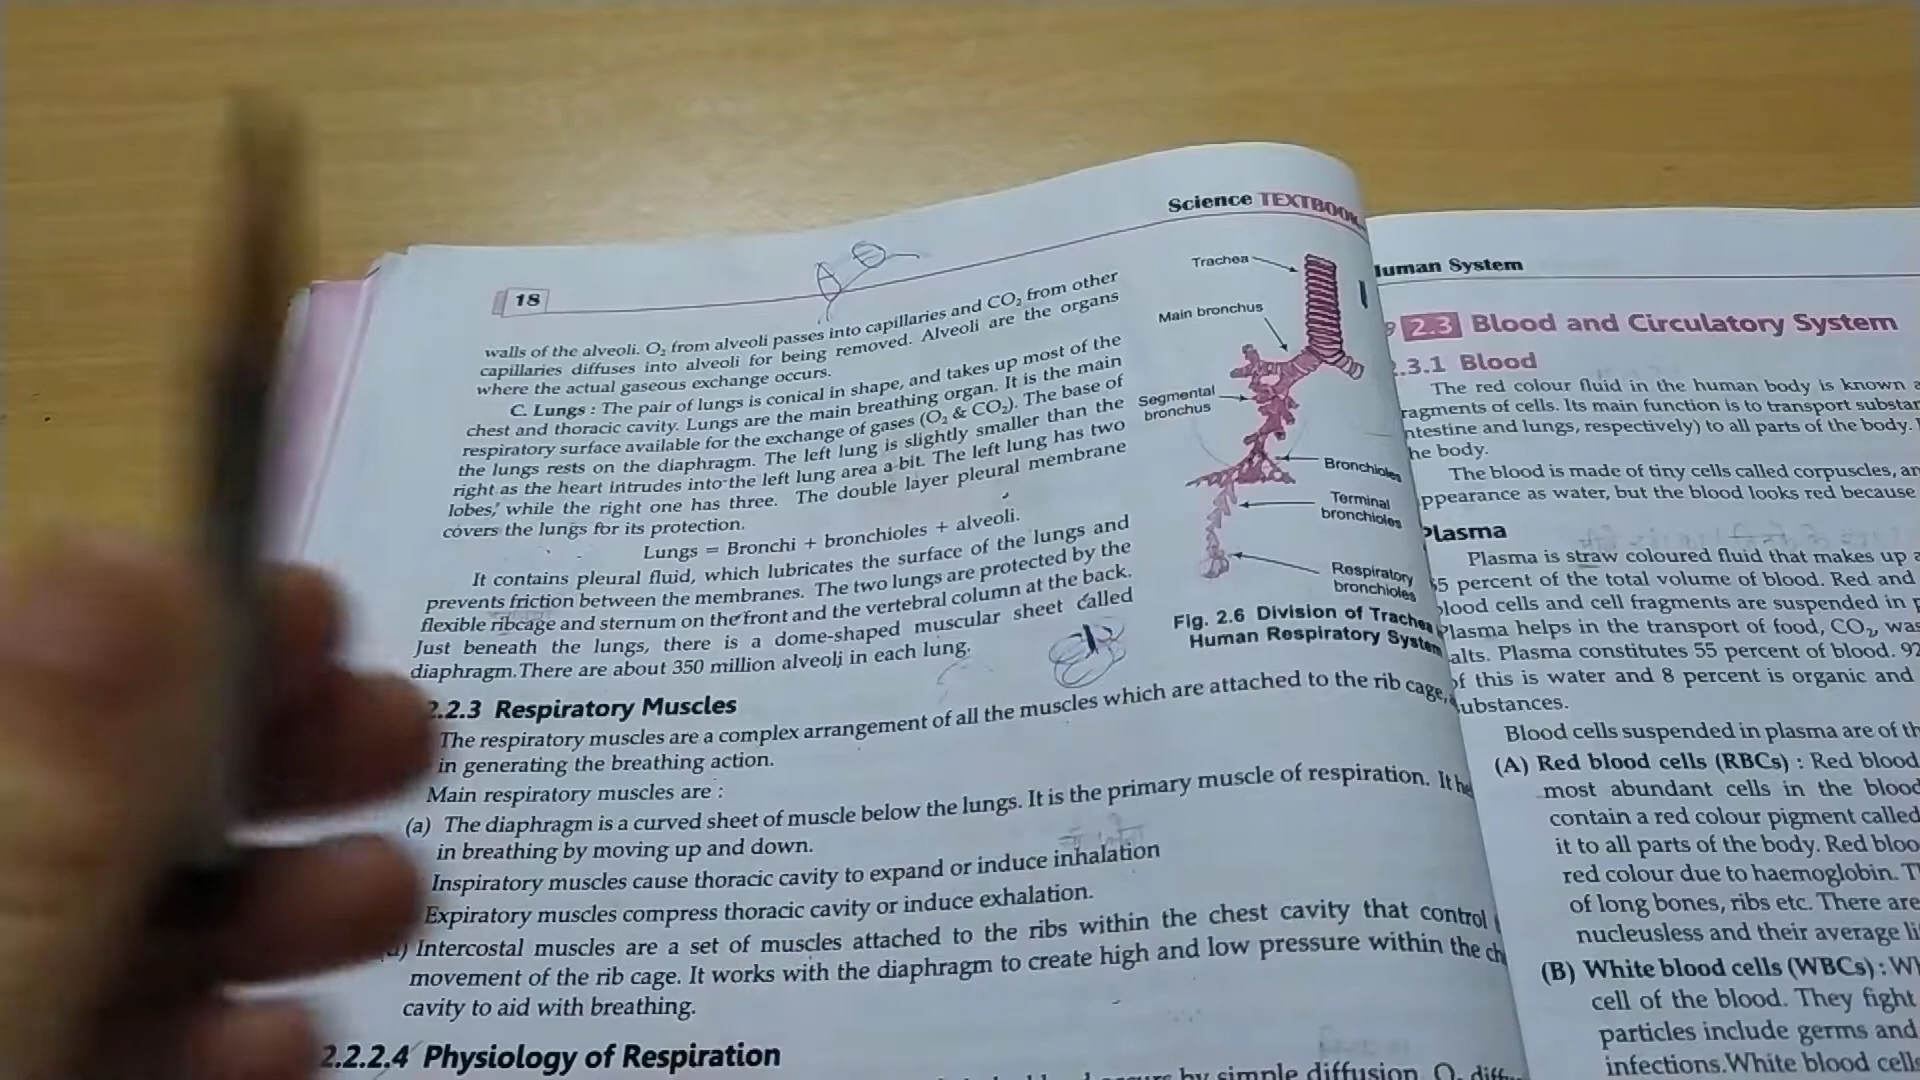 Science TEXTBOOK
18
walls of the alveoli. O₂ from alveoli passes into capillaries and CO₂ from other
capillaries diffuses into alveoli for being removed. Alveoli are the organs
where the actual gaseous exchange occurs.
C. Lungs : The pair of lungs is conical in shape, and takes up most of the
chest and thoracic cavity. Lungs are the main breathing organ. It is the main
respiratory surface available for the exchange of gases (O₂ & CO₂). The base of
the lungs rests on the diaphragm. The left lung is slightly smaller than the
right as the heart intrudes into the left lung area a bit. The left lung has two
lobes, while the right one has three. The double layer pleural membrane
covers the lungs for its protection.
Lungs = Bronchi + bronchioles + alveoli.
It contains pleural fluid, which lubricates the surface of the lungs and
prevents friction between the membranes. The two lungs are protected by the
flexible ribcage and sternum on the front and the vertebral column at the back.
Just beneath the lungs, there is a dome-shaped muscular sheet called
diaphragm. There are about 350 million alveoli in each lung.
Trachea
Main bronchus
Segmental
bronchus
Bronchioles
Terminal
bronchioles
Respiratory
bronchioles
Fig. 2.6 Division of Trachea
Human Respiratory System
2.2.3 Respiratory Muscles
The respiratory muscles are a complex arrangement of all the muscles which are attached to the rib cage,
in generating the breathing action.
Main respiratory muscles are :
(a) The diaphragm is a curved sheet of muscle below the lungs. It is the primary muscle of respiration. It
in breathing by moving up and down.
Inspiratory muscles cause thoracic cavity to expand or induce inhalation
Expiratory muscles compress thoracic cavity or induce exhalation.
Intercostal muscles are a set of muscles attached to the ribs within the chest cavity that control
movement of the rib cage. It works with the diaphragm to create high and low pressure within the
cavity to aid with breathing.
2.2.2.4 Physiology of Respiration
by simple diffusion. O₂
Human System
2.3 Blood and Circulatory System
.3.1 Blood
The red colour fluid in the human body is known
ragments of cells. Its main function is to transport
ntestine and lungs, respectively) to all parts of the body.
he body.
The blood is made of tiny cells called corpuscles,
ppearance as water, but the blood looks red because
Plasma
Plasma is straw coloured fluid that makes up
55 percent of the total volume of blood. Red and
blood cells and cell fragments are suspended in
Plasma helps in the transport of food, CO₂,
alts. Plasma constitutes 55 percent of blood. 92
of this is water and 8 percent is organic and
ubstances.
Blood cells suspended in plasma are of
(A) Red blood cells (RBCs) : Red blood
most abundant cells in the blood
contain a red colour pigment called
it to all parts of the body. Red
red colour due to haemoglobin.
of long bones, ribs etc. There are
nucleusless and their average
(B) White blood cells (WBCs) :
cell of the blood. They fight
particles include germs and
infections. White blood cells